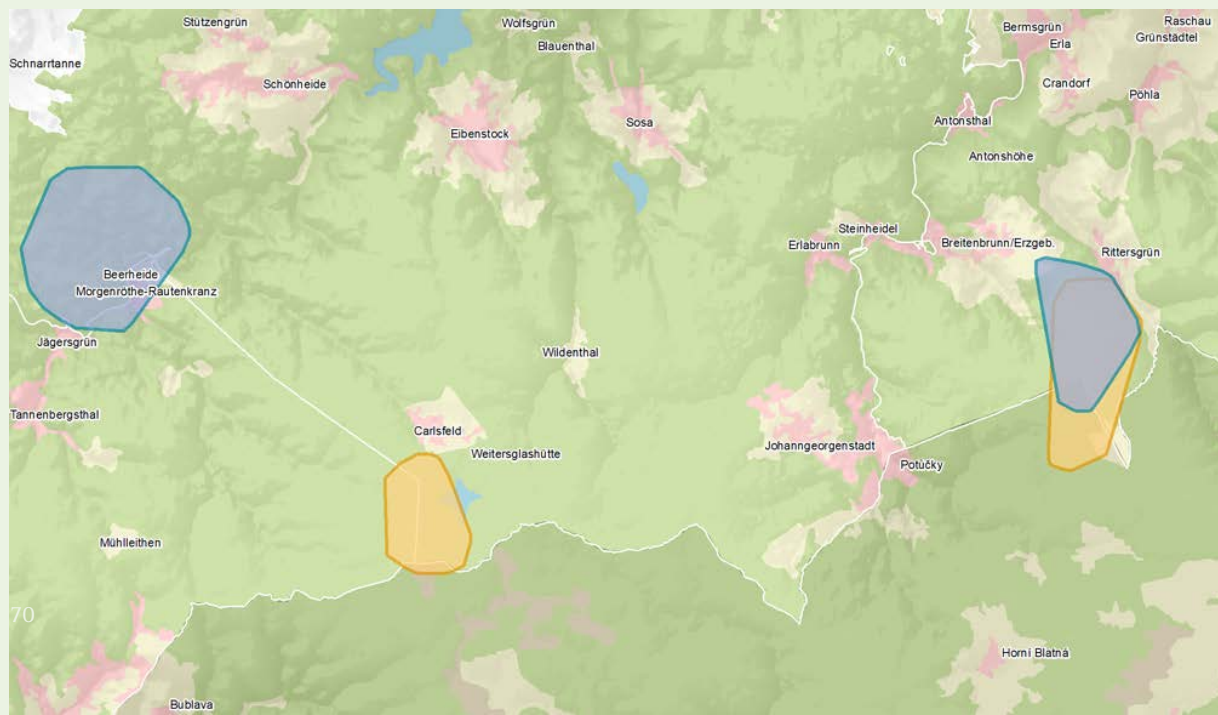 Stützengrün
Wolfsgrün
Bermsgrün
Raschau
Grünstädtel
Erla
Blauenthal
Schnarrtanne
Schönheide
Crandorf
Pöhla
Eibenstock
Sosa
Antonsthal
Antonshöhe
Steinheidel
Erlabrunn
Breitenbrunn/Erzgeb.
Rittersgrün
Beerheide
Morgenröthe-Rautenkranz
Jägersgrün
Wildenthal
Tannenbergsthal
Carlsfeld
Weitersglashütte
Johanngeorgenstadt
Potůčky
Mühlleithen
70
Horní Blatná
Bublava